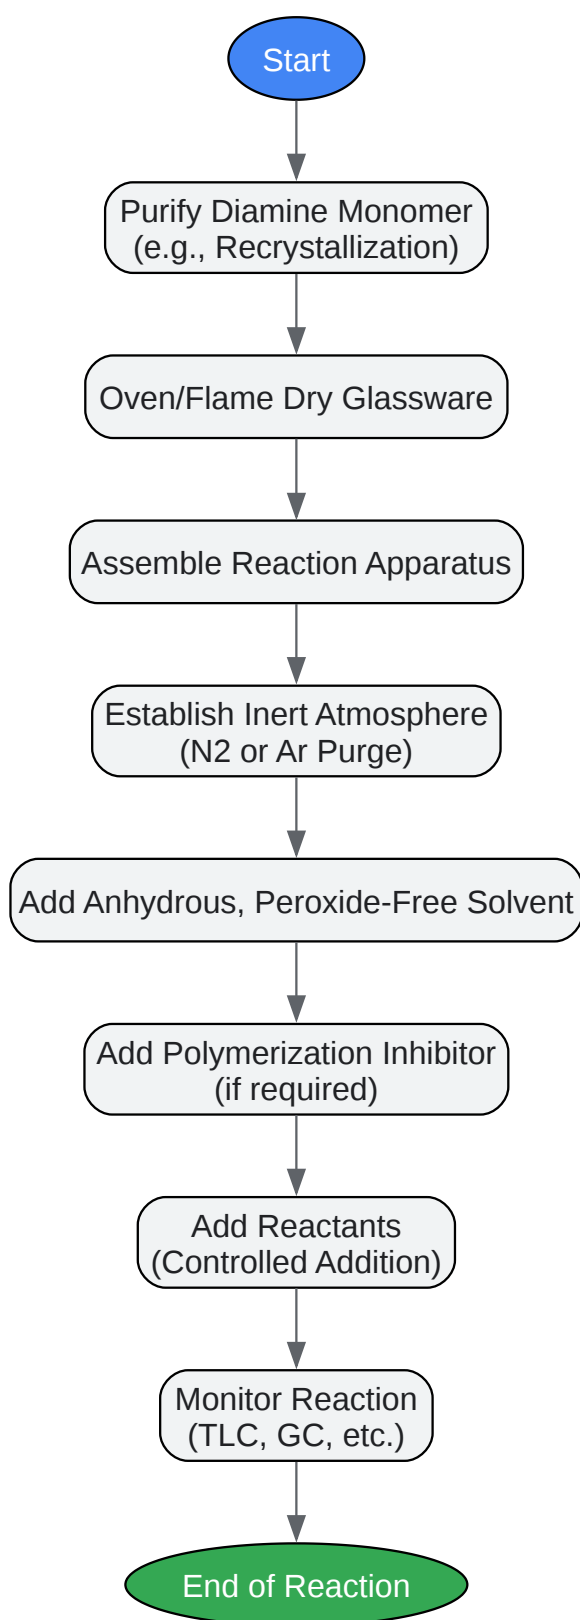 Start
Purify Diamine Monomer
(e.g., Recrystallization)
Oven/Flame Dry Glassware
Assemble Reaction Apparatus
Establish Inert Atmosphere
(N2 or Ar Purge)
Add Anhydrous, Peroxide-Free Solvent
Add Polymerization Inhibitor
(if required)
Add Reactants
(Controlled Addition)
Monitor Reaction
(TLC, GC, etc.)
End of Reaction